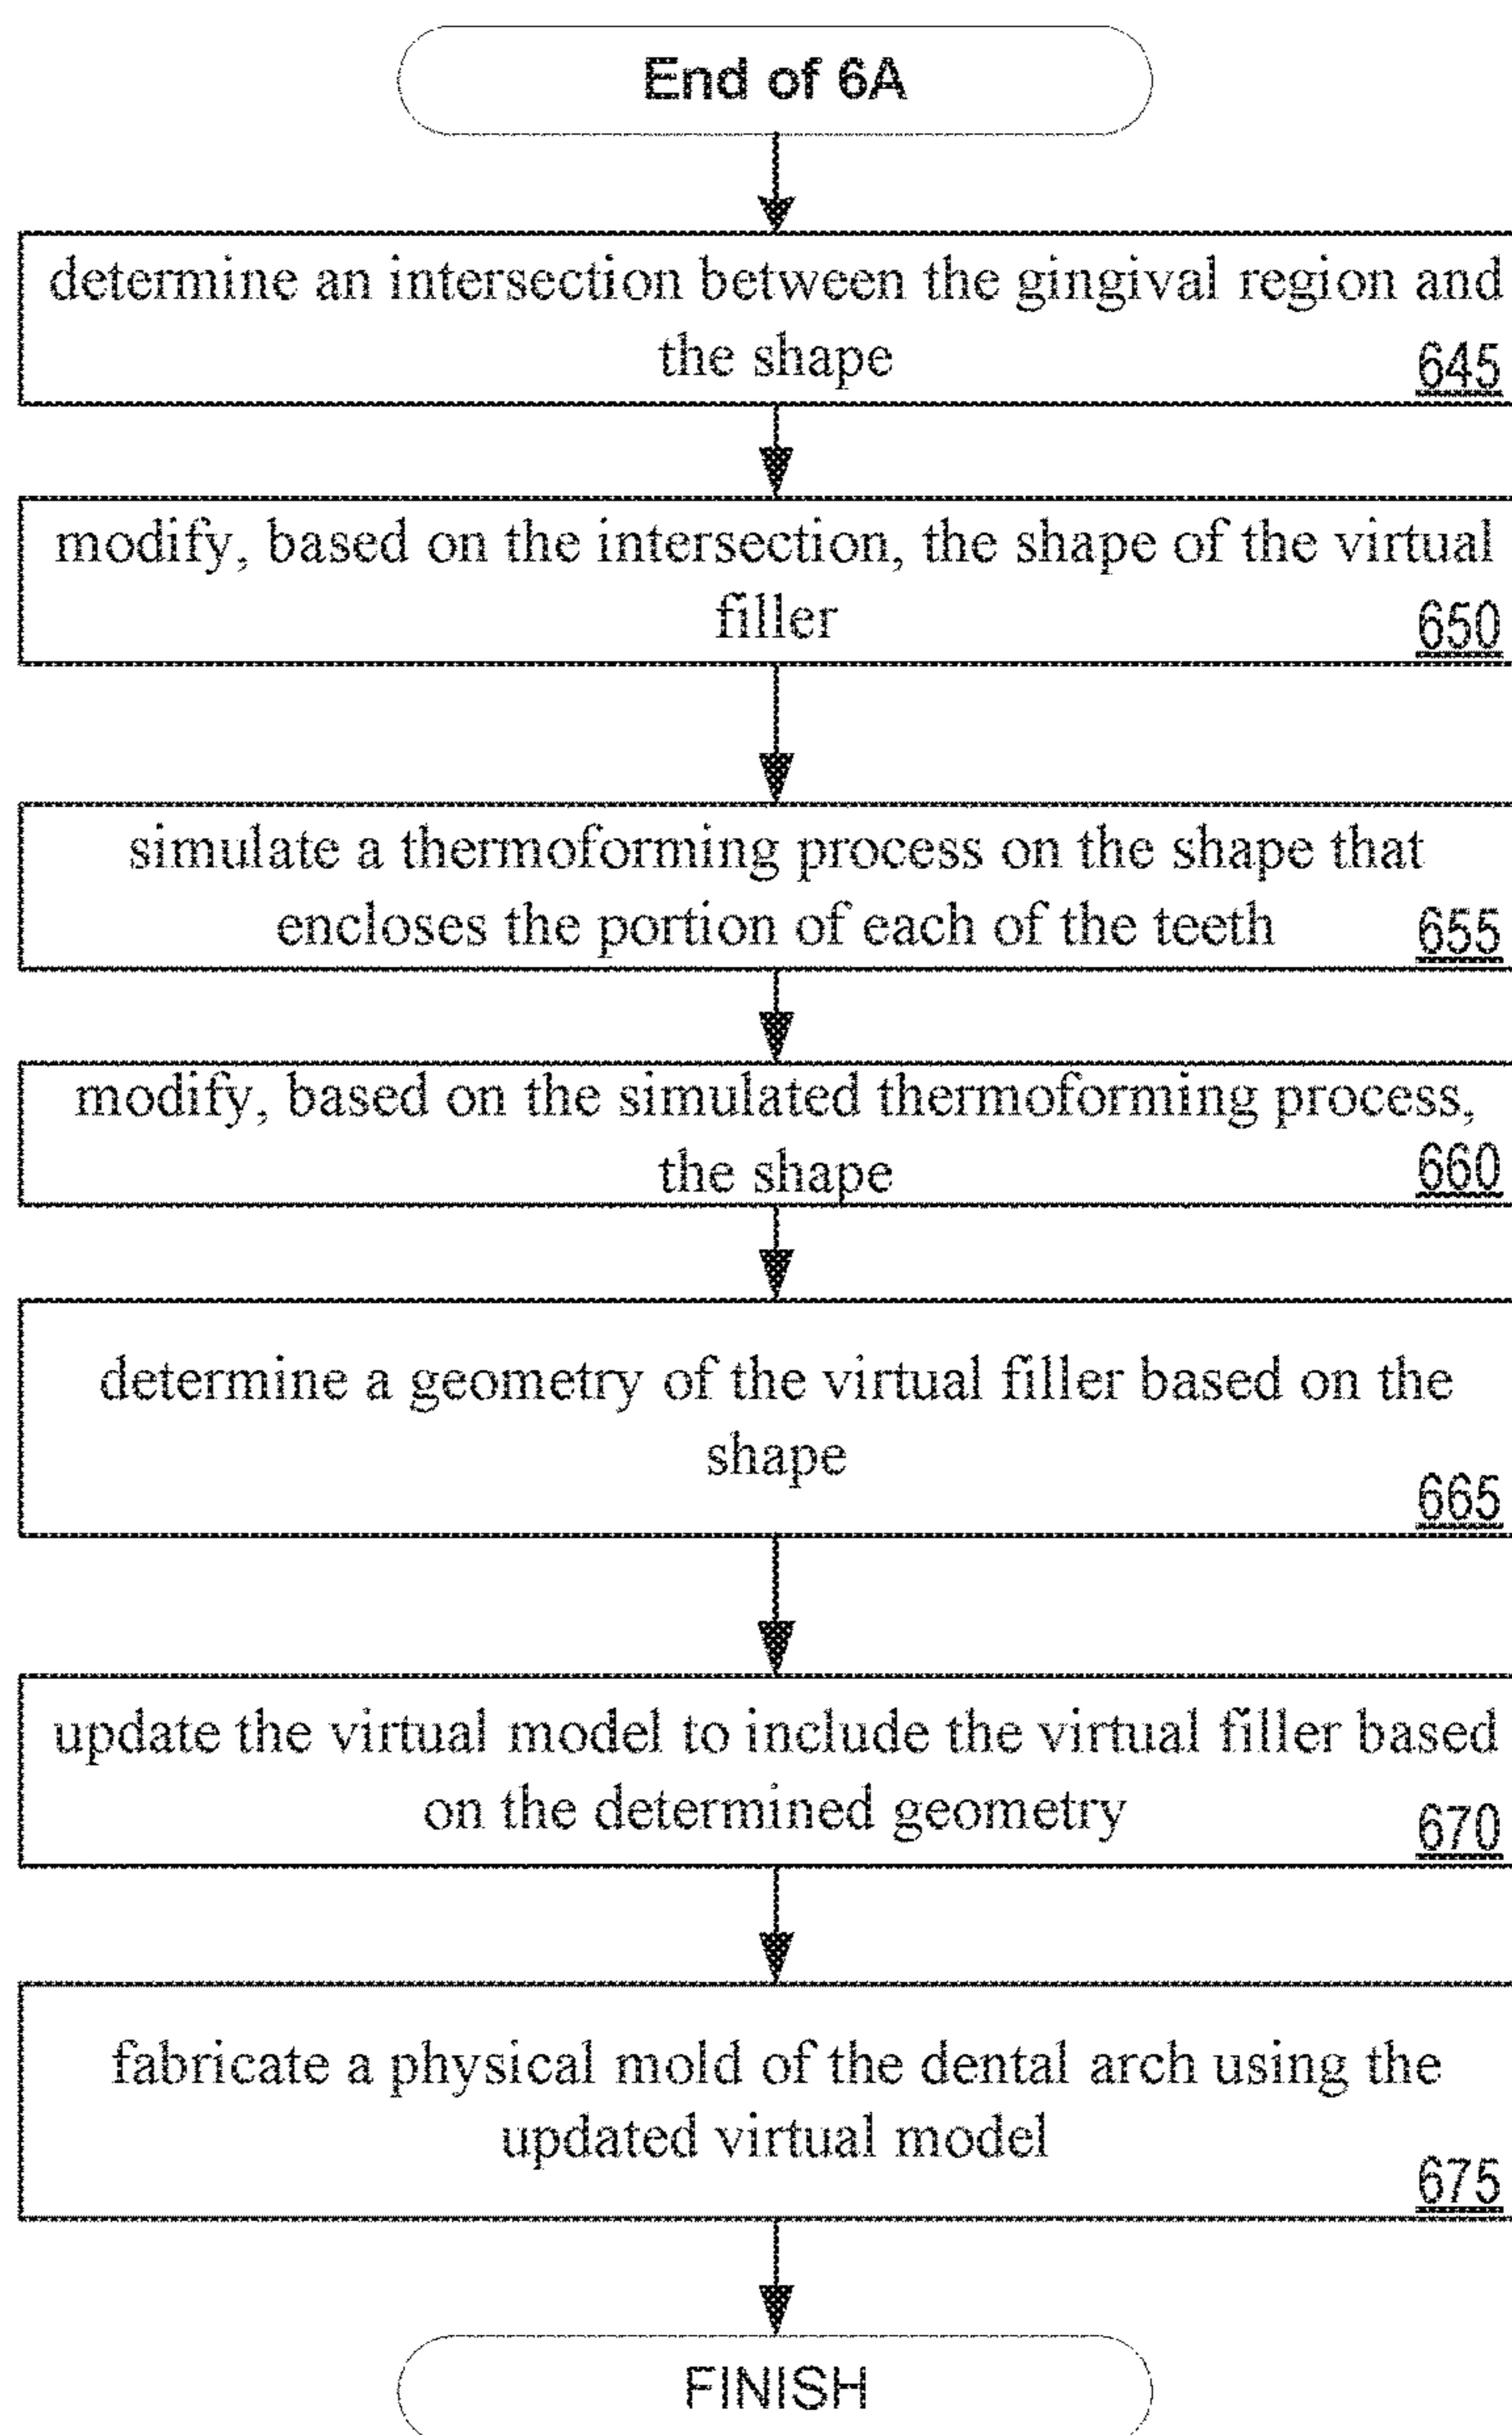 End of 6A
determine an intersection between the gingival region and
the shape
645
modify, based on the intersection, the shape of the virtual
filler
650
simulate a thermoforming process on the shape that
encloses the portion of each of the teeth
655
modify, based on the simulated thermoforming process,
the shape
660
determine a geometry of the virtual filler based on the
shape
665
update the virtual model to include the virtual filler based
on the determined geometry
670
fabricate a physical mold of the dental arch using the
updated virtual model
675
FINISH